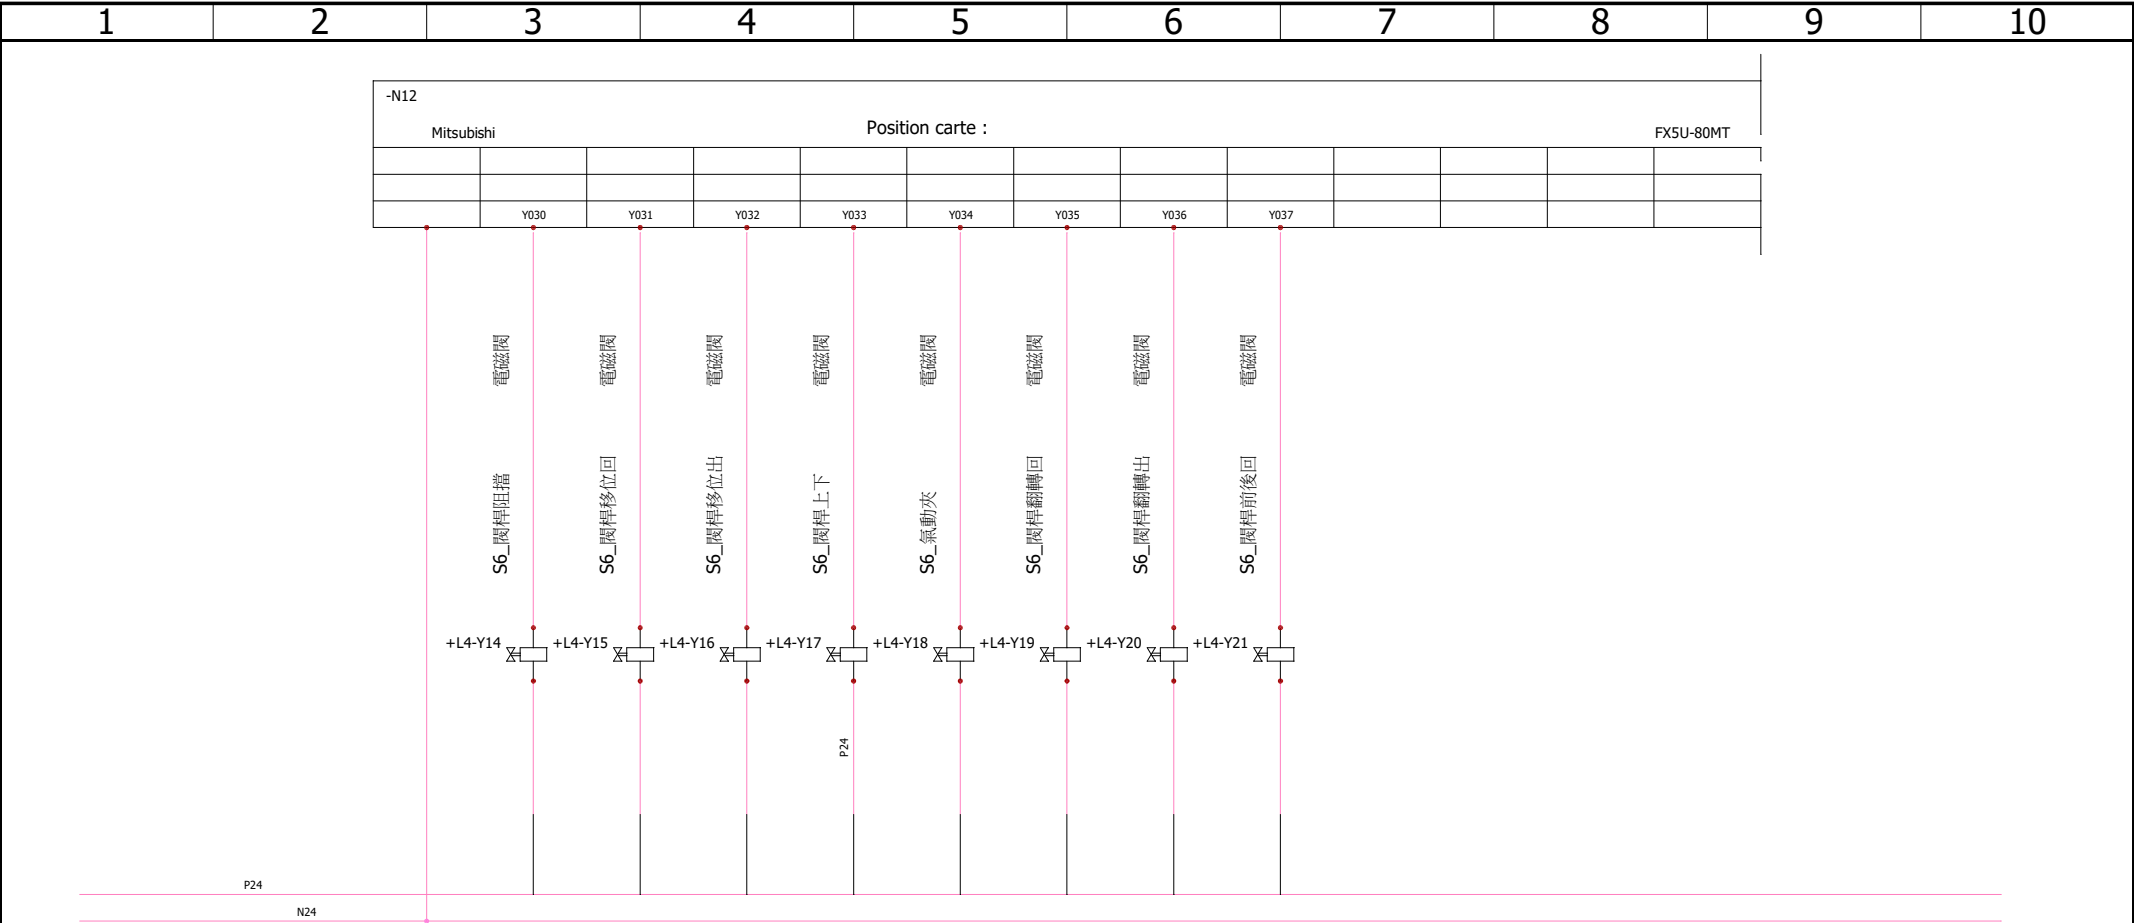 1 2 3 4 5 6 7 8 9 10
-N12
Mitsubishi Position carte : FX5U-80MT
Y030 Y031 Y032 Y033 Y034 Y035 Y036 Y037
電磁閥 電磁閥 電磁閥 電磁閥 電磁閥 電磁閥 電磁閥 電磁閥
S6_閥桿阻擋
S6_閥桿移位回
S6_閥桿移位出
S6_閥桿上下
S6_氣動夾
S6_閥桿翻轉回
S6_閥桿翻轉出
S6_閥桿前後回
+L4-Y14 +L4-Y15 +L4-Y16 +L4-Y17 +L4-Y18 +L4-Y19 +L4-Y20 +L4-Y21
P24
P24
N24